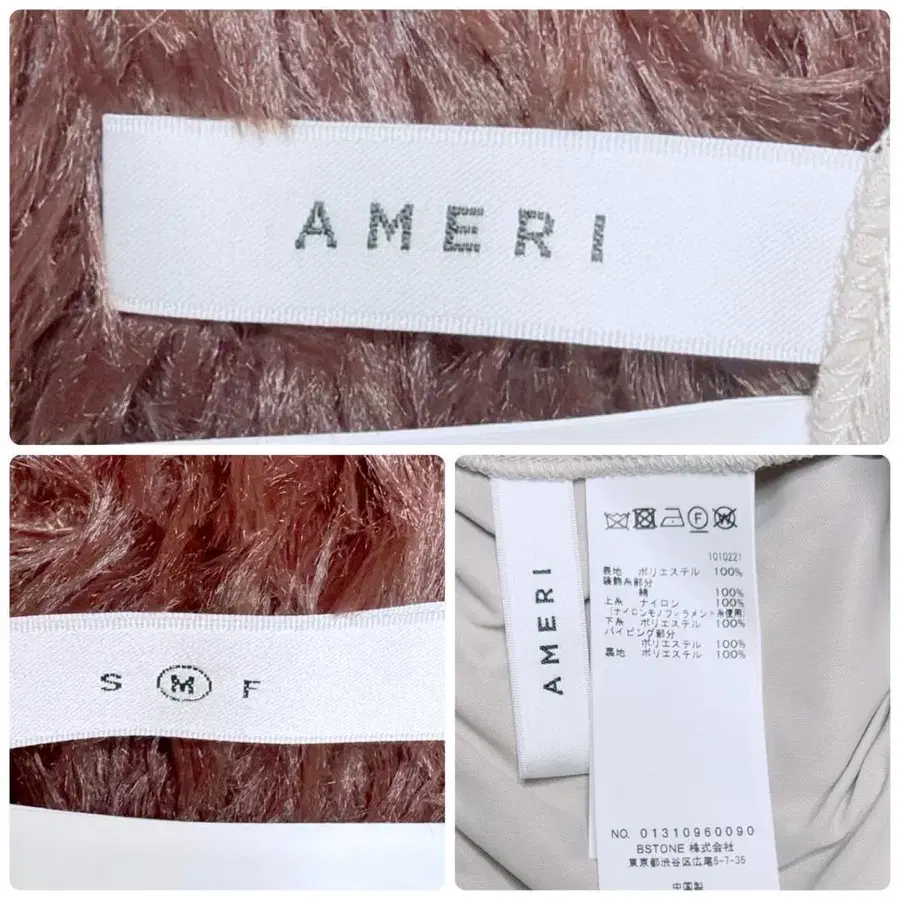 AMERI
S M F
AMERI
1010221
表地 ポリエステル 100%
装飾糸部分
綿 100%
上糸 ナイロン 100%
(ナイロンモノフィラメント糸使用)
下糸 ポリエステル 100%
パイピング部分
ポリエステル 100%
裏地 ポリエステル 100%
NO. 01310960090
BSTONE 株式会社
東京都渋谷区広尾5-7-35
中国製